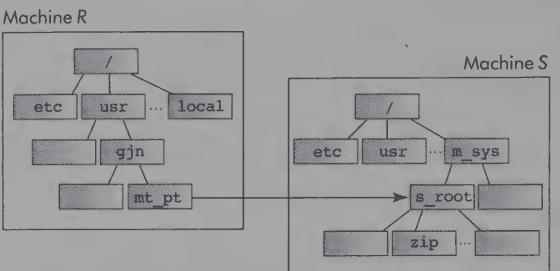 Machine R
/
etc usr ... local
gjn
mt_pt
Machine S
/
etc usr ... m_sys
s_root
zip ...